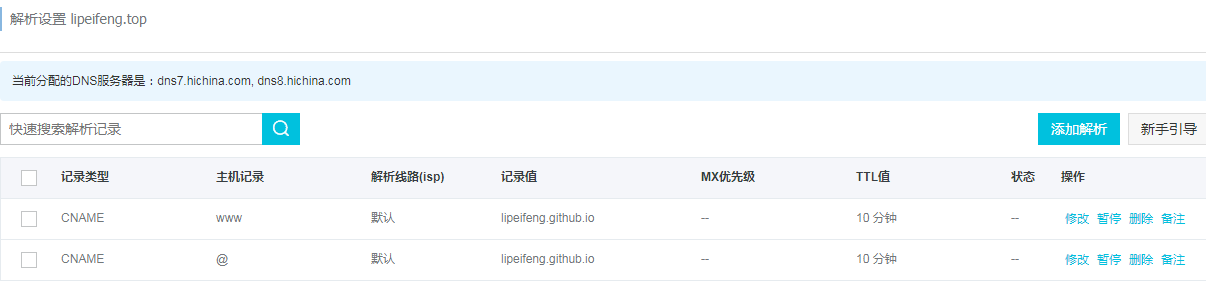 解析设置 lipeifeng.top
当前分配的DNS服务器是：dns7.hichina.com, dns8.hichina.com
快速搜索解析记录 添加解析 新手引导
记录类型 主机记录 解析线路(isp) 记录值 MX优先级 TTL值 状态 操作
CNAME www 默认 lipeifeng.github.io -- 10 分钟 -- 修改 暂停 删除 备注
CNAME @ 默认 lipeifeng.github.io -- 10 分钟 -- 修改 暂停 删除 备注